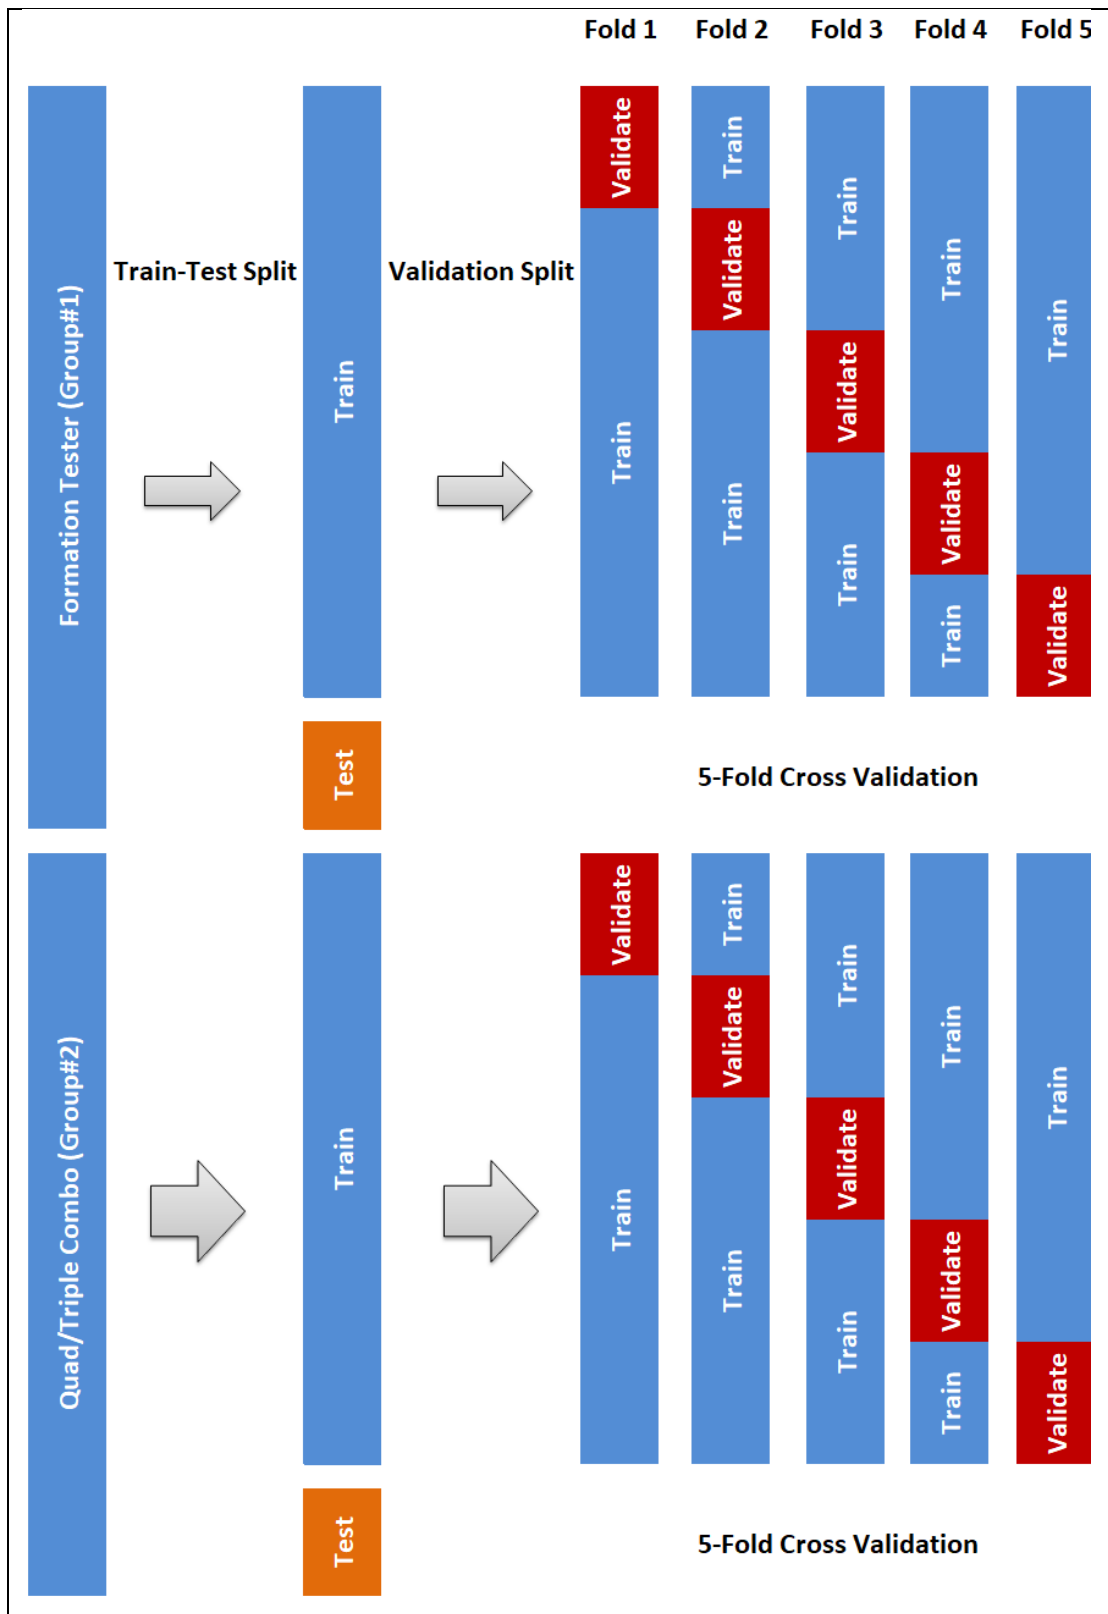 Fold 1 Fold 2 Fold 3 Fold 4 Fold 5
Formation Tester (Group#1)
Train-Test Split
Train
Test
Validation Split
Validate
Train
Train
Validate
Train
Train
Validate
Train
Train
Validate
Train
Train
Validate
5-Fold Cross Validation
Quad/Triple Combo (Group#2)
Train
Test
Validate
Train
Train
Validate
Train
Train
Validate
Train
Train
Validate
Train
Train
Validate
5-Fold Cross Validation